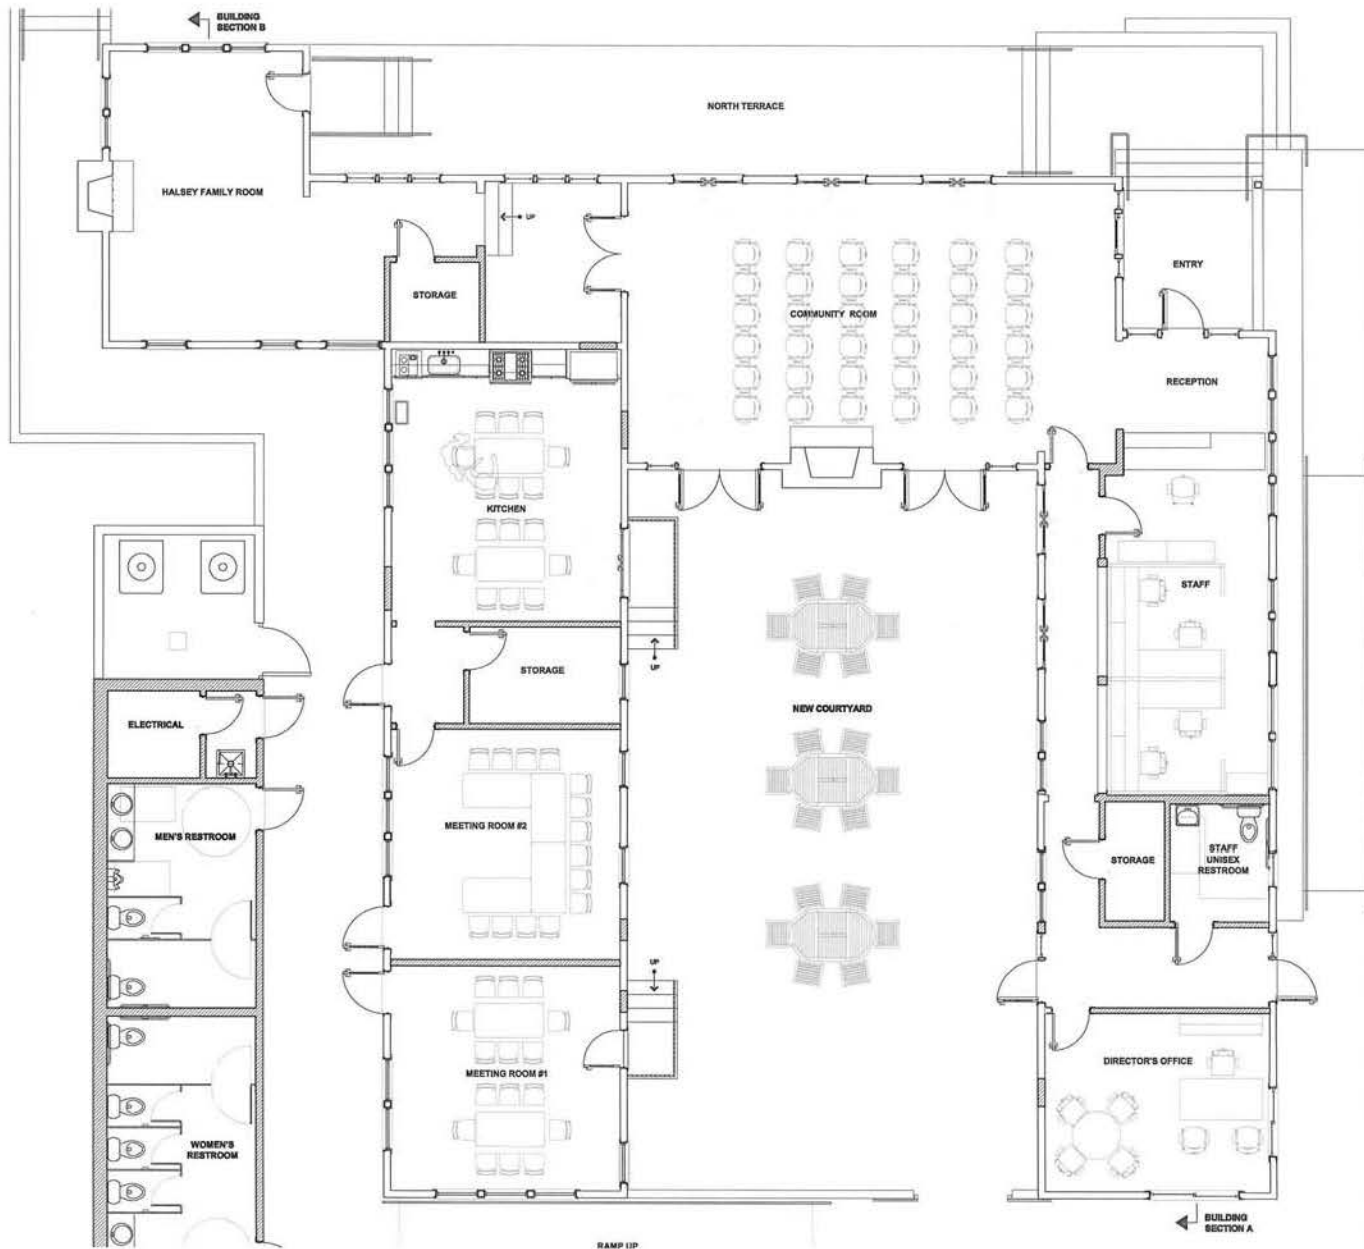 BUILDING
SECTION B
NORTH TERRACE
HALSEY FAMILY ROOM
UP
ENTRY
STORAGE
COMMUNITY ROOM
RECEPTION
KITCHEN
STAFF
UP
STORAGE
NEW COURTYARD
ELECTRICAL
MEN'S RESTROOM
MEETING ROOM #2
STORAGE
STAFF
UNISEX
RESTROOM
UP
DIRECTOR'S OFFICE
MEETING ROOM #1
WOMEN'S
RESTROOM
BUILDING
SECTION A
RAMP UP